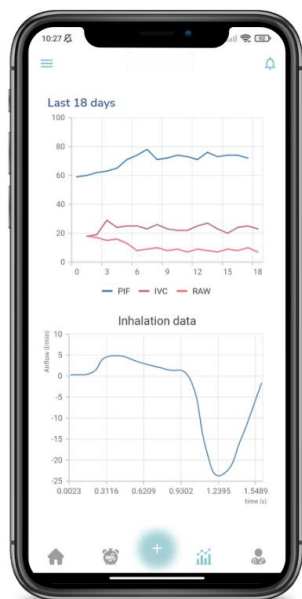 10:27
92
Last 18 days
100
80
60
40
20
0
0 3 6 9 12 15 18
PIF IVC RAW
Inhalation data
Airflow (l/min)
10
5
0
-5
-10
-15
-20
-25
0.0023 0.3116 0.6209 0.9302 1.2395 1.5489
time (s)
+